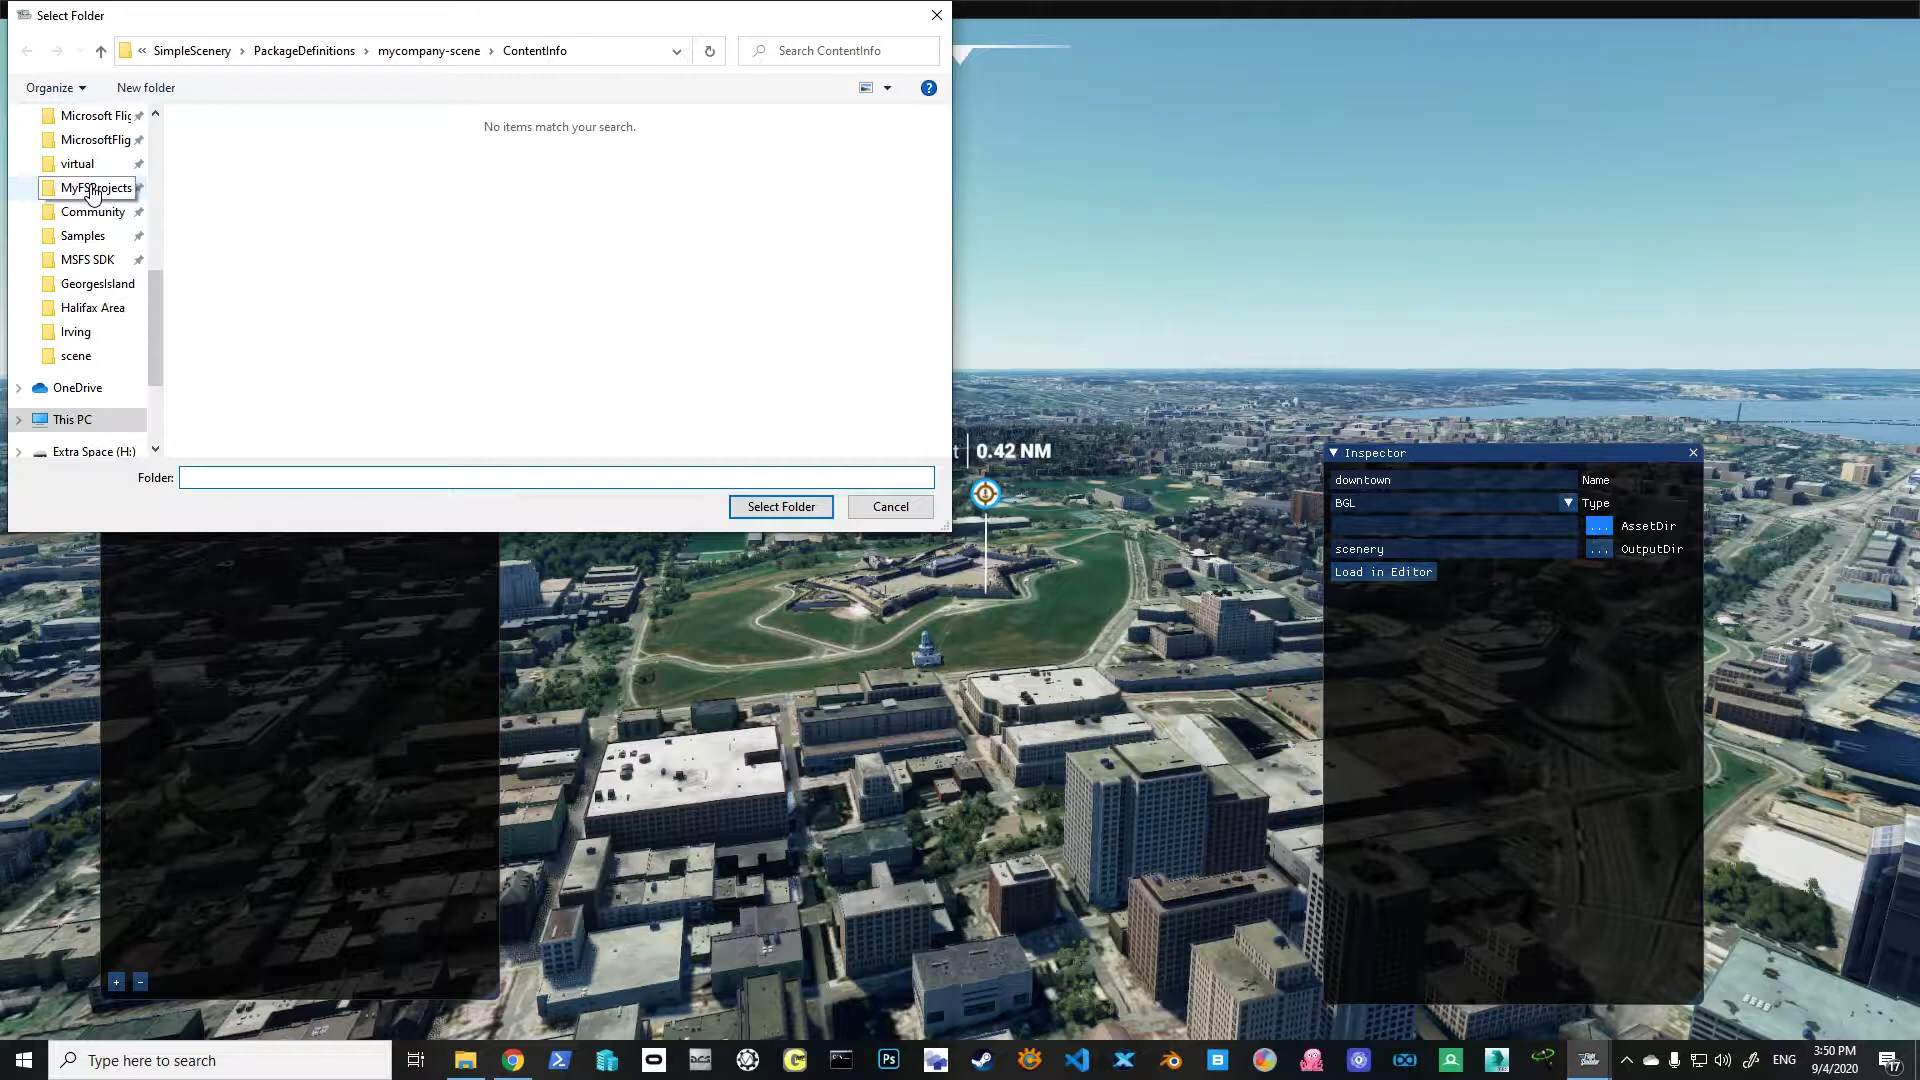 Select Folder
« SimpleScenery › PackageDefinitions › mycompany-scene › ContentInfo
Search ContentInfo
Organize
New folder
Microsoft Flig
MicrosoftFlig
virtual
MyFSProjects
Community
Samples
MSFS SDK
GeorgesIsland
Halifax Area
Irving
scene
OneDrive
This PC
Extra Space (H:)
No items match your search.
Folder:
Select Folder
Cancel
t | 0.42 NM
Inspector
downtown Name
BGL Type
... AssetDir
scenery ... OutputDir
Load in Editor
+ -
Type here to search
DCS
Ps
B
ENG
3:50 PM
9/4/2020
17